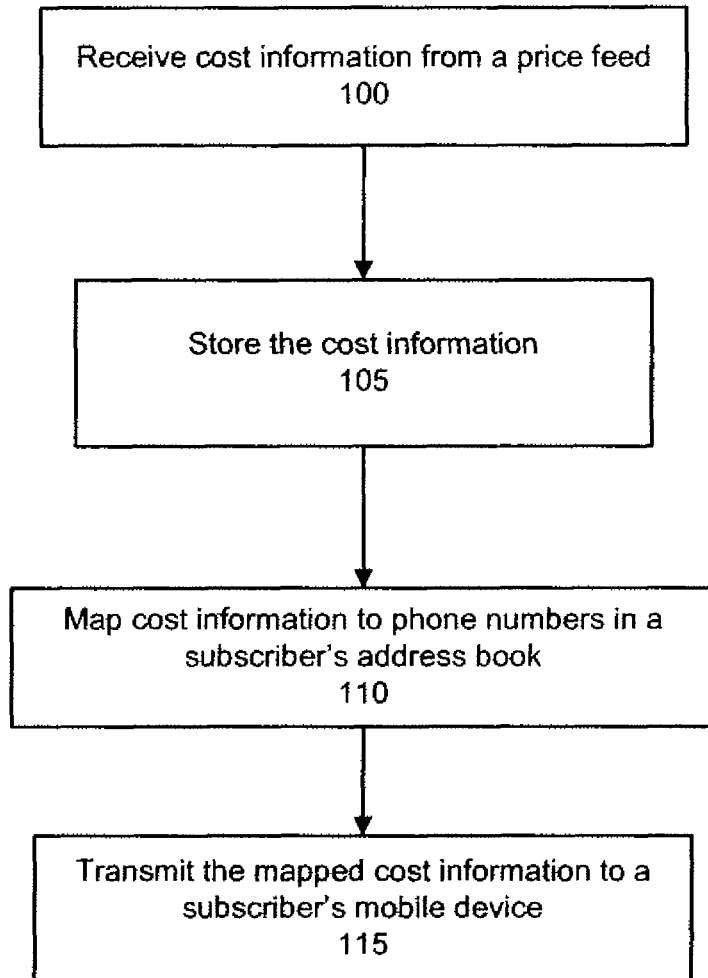 Receive cost information from a price feed
100
Store the cost information
105
Map cost information to phone numbers in a
subscriber's address book
110
Transmit the mapped cost information to a
subscriber's mobile device
115